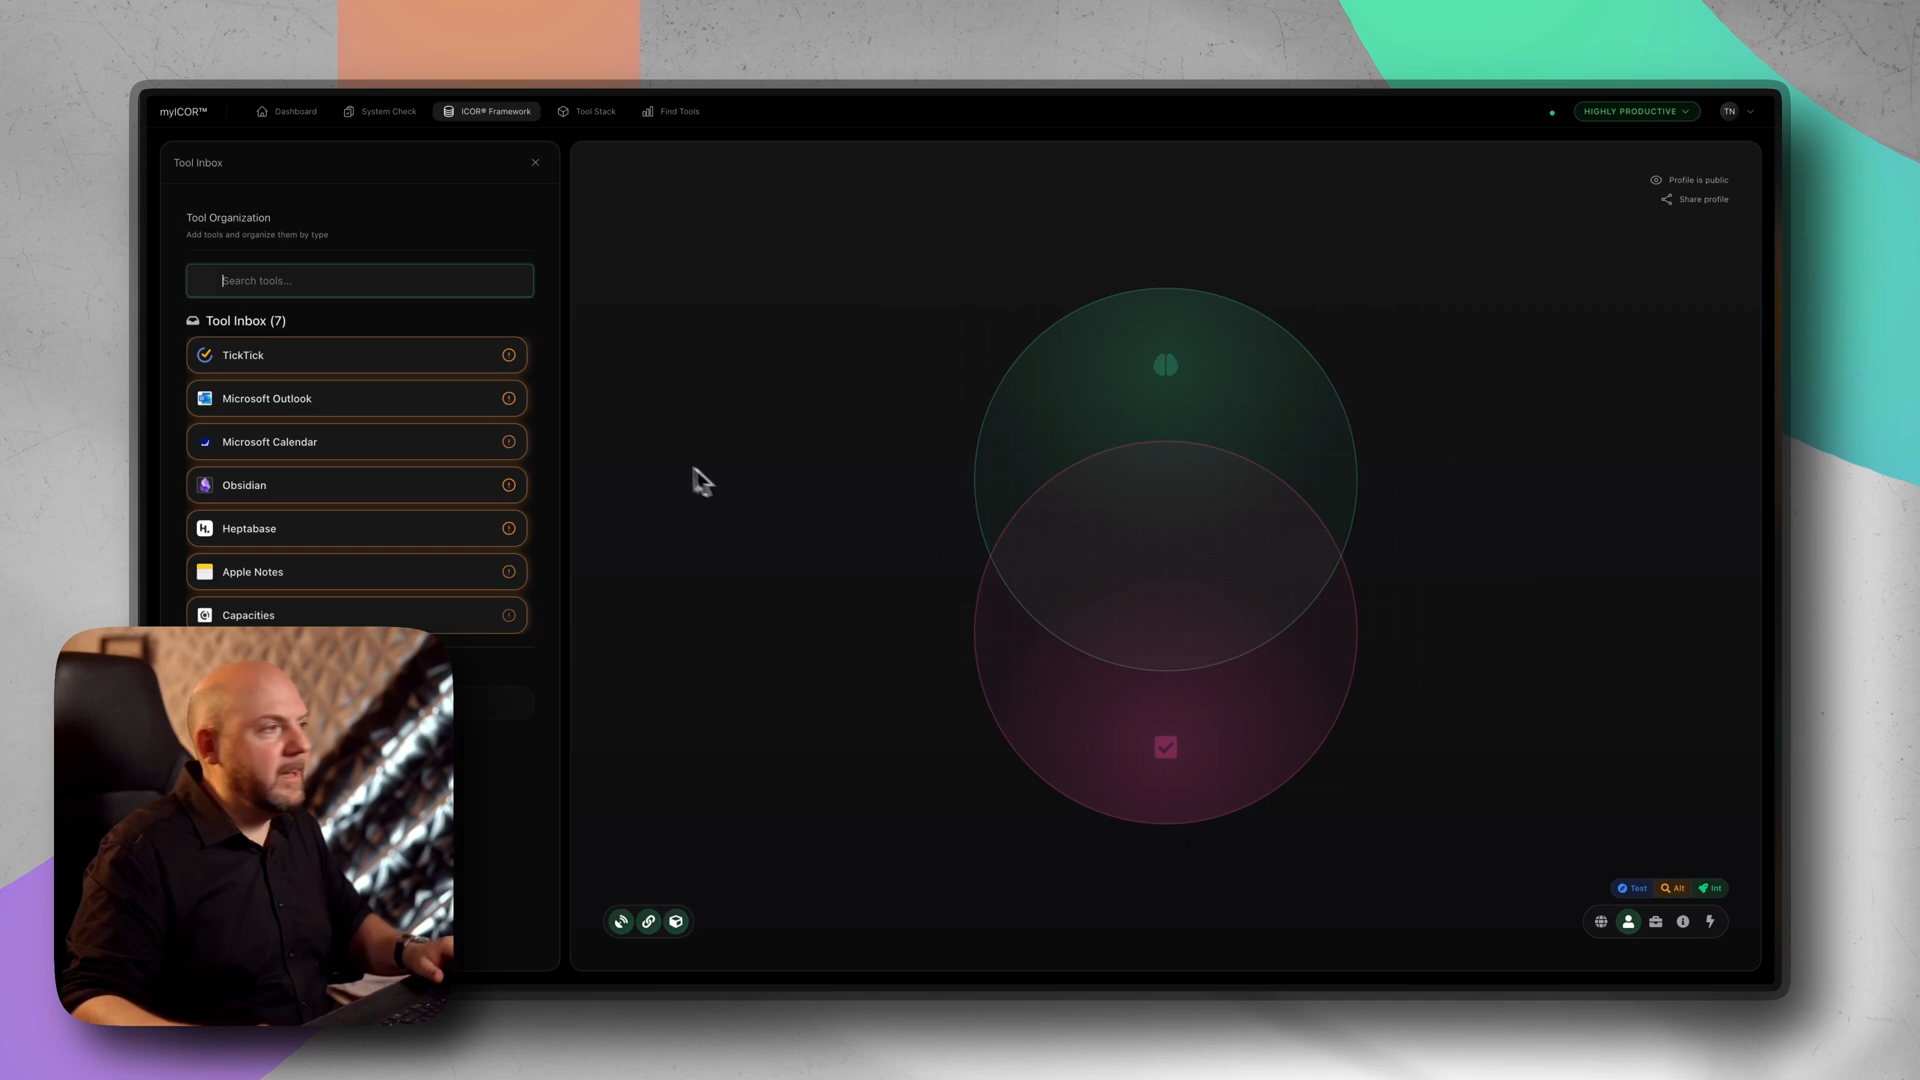 myICOR™
Dashboard
System Check
ICOR® Framework
Tool Stack
Find Tools
HIGHLY PRODUCTIVE
TN
Tool Inbox
Profile is public
Share profile
Tool Organization
Add tools and organize them by type
Search tools...
Tool Inbox (7)
TickTick
Microsoft Outlook
Microsoft Calendar
Obsidian
Heptabase
Apple Notes
Capacities
Test
Alt
Int